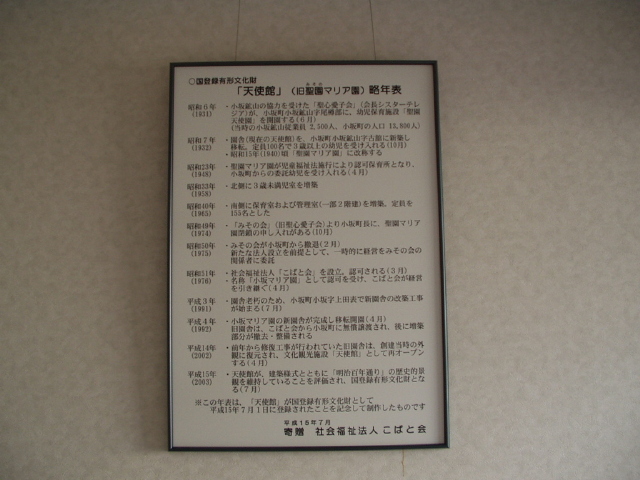 ○国登録有形文化財
みその
「天使館」（旧聖園マリア園）略年表
昭和6年 ・小坂鉱山の協力を受けた「聖心愛子会」（会長シスターテレ
(1931) ジア)が、小坂町小坂鉱山字尾樽部に、幼児保育施設「聖園
天使園」を開園する(6月)
(当時の小坂鉱山従業員 2,500人、小坂町の人口 13,800人)
昭和7年 ・園舎(現在の天使館)を、小坂町小坂鉱山字古館に新築し
(1932) 移転。定員100名で3歳以上の幼児を受け入れる(10月)
・昭和15年(1940)頃「聖園マリア園」に改称する
昭和23年 ・聖園マリア園が児童福祉法施行により認可保育所となり、
(1948) 小坂町からの委託幼児を受け入れる(4月)
昭和33年 ・北側に3歳未満児室を増築
(1958)
昭和40年 ・南側に保育室および管理室(一部2階建)を増築。定員を
(1965) 155名とした
昭和49年 ・「みその会」(旧聖心愛子会)より小坂町長に、聖園マリア
(1974) 園閉鎖の申し入れがある(10月)
昭和50年 ・みその会が小坂町から撤退(2月)
(1975) 新たな法人設立を前提として、一時的に経営をみその会の
関係者に委託
昭和51年 ・社会福祉法人「こばと会」を設立。認可される(3月)
(1976) ・名称「小坂マリア園」として認可を受け、こばと会が経営
を引き継ぐ(4月)
平成3年 ・園舎老朽のため、小坂町小坂字上田表で新園舎の改築工事
(1991) が始まる(7月)
平成4年 ・小坂マリア園の新園舎が完成し移転開園(4月)
(1992) 旧園舎は、こばと会から小坂町に無償譲渡され、後に増築
部分が撤去・整備される
平成14年 ・前年から修復工事が行われていた旧園舎は、創建当時の外
(2002) 観に復元され、文化観光施設「天使館」として再オープン
する(4月)
平成15年 ・天使館が、建築様式とともに「明治百年通り」の歴史的景
(2003) 観を維持していることを評価され、国登録有形文化財とな
る(7月)
※この年表は、「天使館」が国登録有形文化財として
平成15年7月1日に登録されたことを記念して制作したものです
平成15年7月
寄贈 社会福祉法人 こばと会